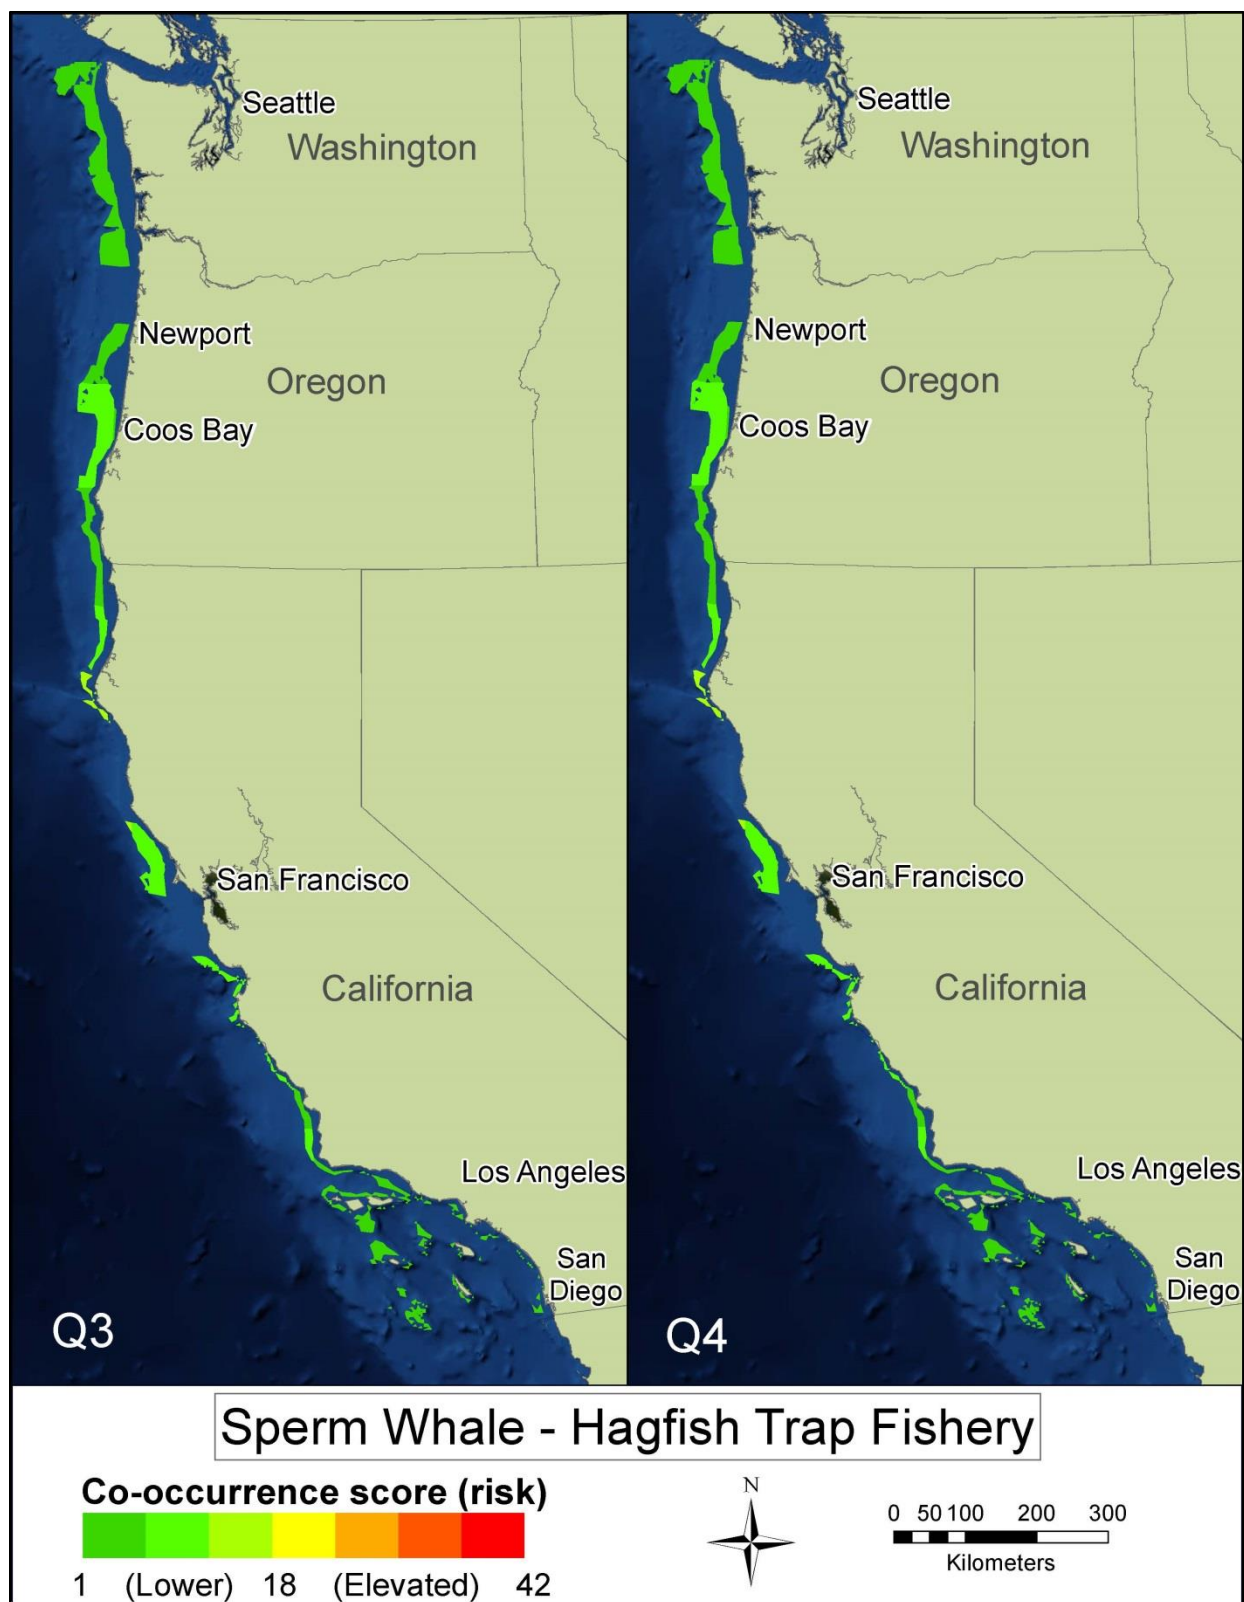 Seattle
Washington
Newport
Oregon
Coos Bay
San Francisco
California
Los Angeles
San
Diego
Q3
Seattle
Washington
Newport
Oregon
Coos Bay
San Francisco
California
Los Angeles
San
Diego
Q4
Sperm Whale - Hagfish Trap Fishery
Co-occurrence score (risk)
1 (Lower) 18 (Elevated) 42
N
0 50 100 200 300
Kilometers